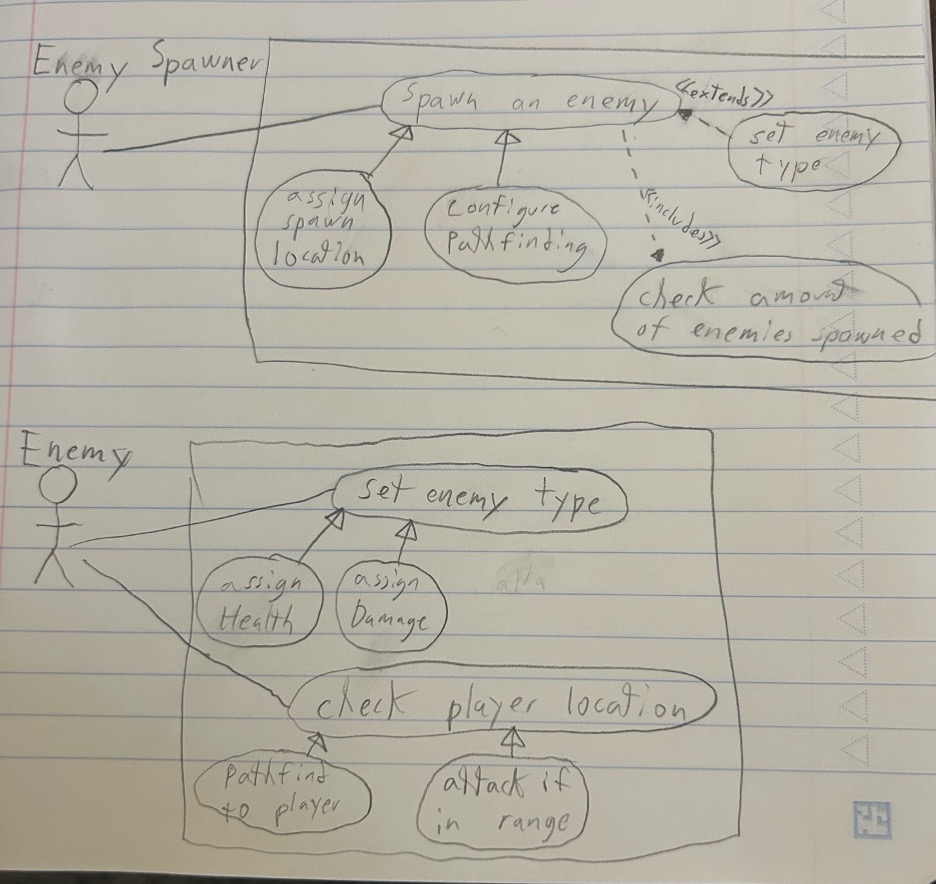 Enemy Spawner
Spawn an enemy
<<extends>>
set enemy
type
assign
spawn
location
Configure
Pathfinding
<<includes>>
check amount
of enemies spawned
Enemy
set enemy type
assign
Health
assign
Damage
check player location
Pathfind
to player
attack if
in range